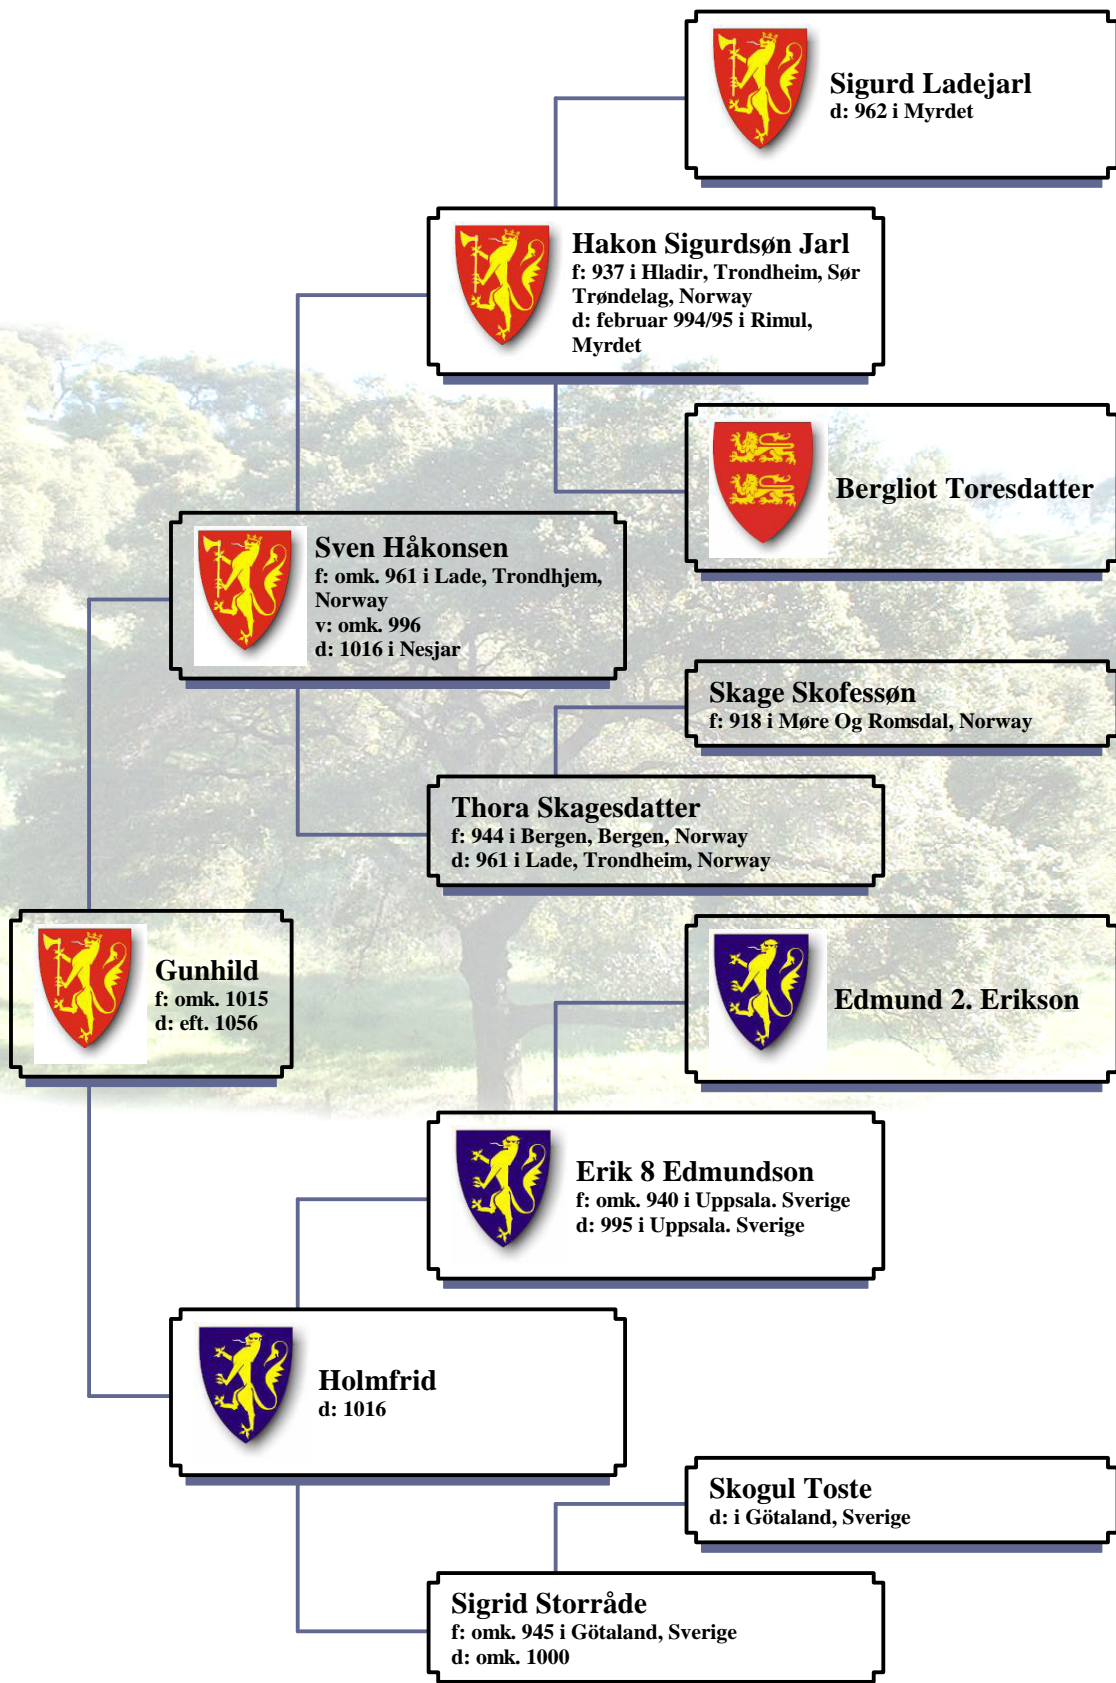 Sigurd Ladejarl
d: 962 i Myrdet
Hakon Sigurdsøn Jarl
f: 937 i Hladir, Trondheim, Sør
Trøndelag, Norway
d: februar 994/95 i Rimul,
Myrdet
Bergliot Toresdatter
Sven Håkonsen
f: omk. 961 i Lade, Trondhjem,
Norway
v: omk. 996
d: 1016 i Nesjar
Skage Skofessøn
f: 918 i Møre Og Romsdal, Norway
Thora Skagesdatter
f: 944 i Bergen, Bergen, Norway
d: 961 i Lade, Trondheim, Norway
Gunhild
f: omk. 1015
d: eft. 1056
Edmund 2. Erikson
Erik 8 Edmundson
f: omk. 940 i Uppsala. Sverige
d: 995 i Uppsala. Sverige
Holmfrid
d: 1016
Skogul Toste
d: i Götaland, Sverige
Sigrid Storråde
f: omk. 945 i Götaland, Sverige
d: omk. 1000